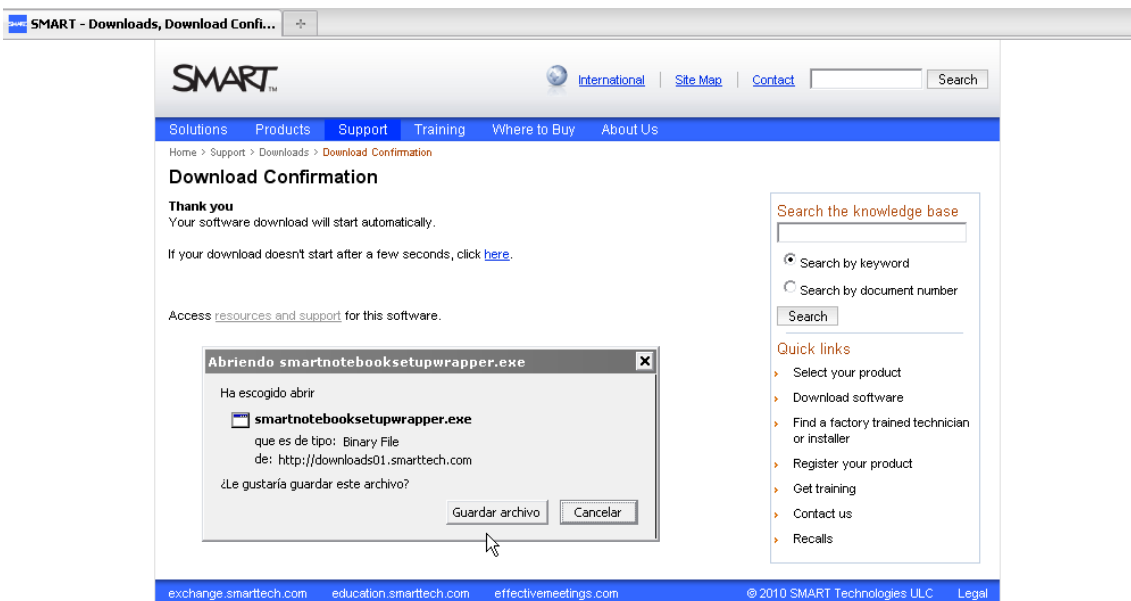 SMART - Downloads, Download Confi...
SMART™
International | Site Map | Contact Search
Solutions Products Support Training Where to Buy About Us
Home > Support > Downloads > Download Confirmation
Download Confirmation
Thank you
Your software download will start automatically.
If your download doesn't start after a few seconds, click here.
Access resources and support for this software.
Abriendo smartnotebooksetupwrapper.exe
Ha escogido abrir
smartnotebooksetupwrapper.exe
que es de tipo: Binary File
de: http://downloads01.smarttech.com
¿Le gustaría guardar este archivo?
Guardar archivo Cancelar
Search the knowledge base
Search by keyword
Search by document number
Search
Quick links
Select your product
Download software
Find a factory trained technician
or installer
Register your product
Get training
Contact us
Recalls
exchange.smarttech.com education.smarttech.com effectivemeetings.com © 2010 SMART Technologies ULC Legal